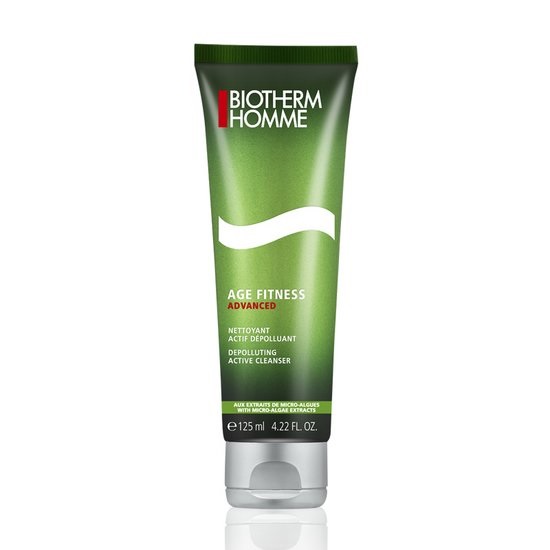 BIOTHERM
HOMME
AGE FITNESS
ADVANCED
NETTOYANT
ACTIF DÉPOLLUANT
DEPOLLUTING
ACTIVE CLEANSER
AUX EXTRAITS DE MICRO-ALGUES
WITH MICRO-ALGAE EXTRACTS
℮125 ml 4.22 FL. OZ.